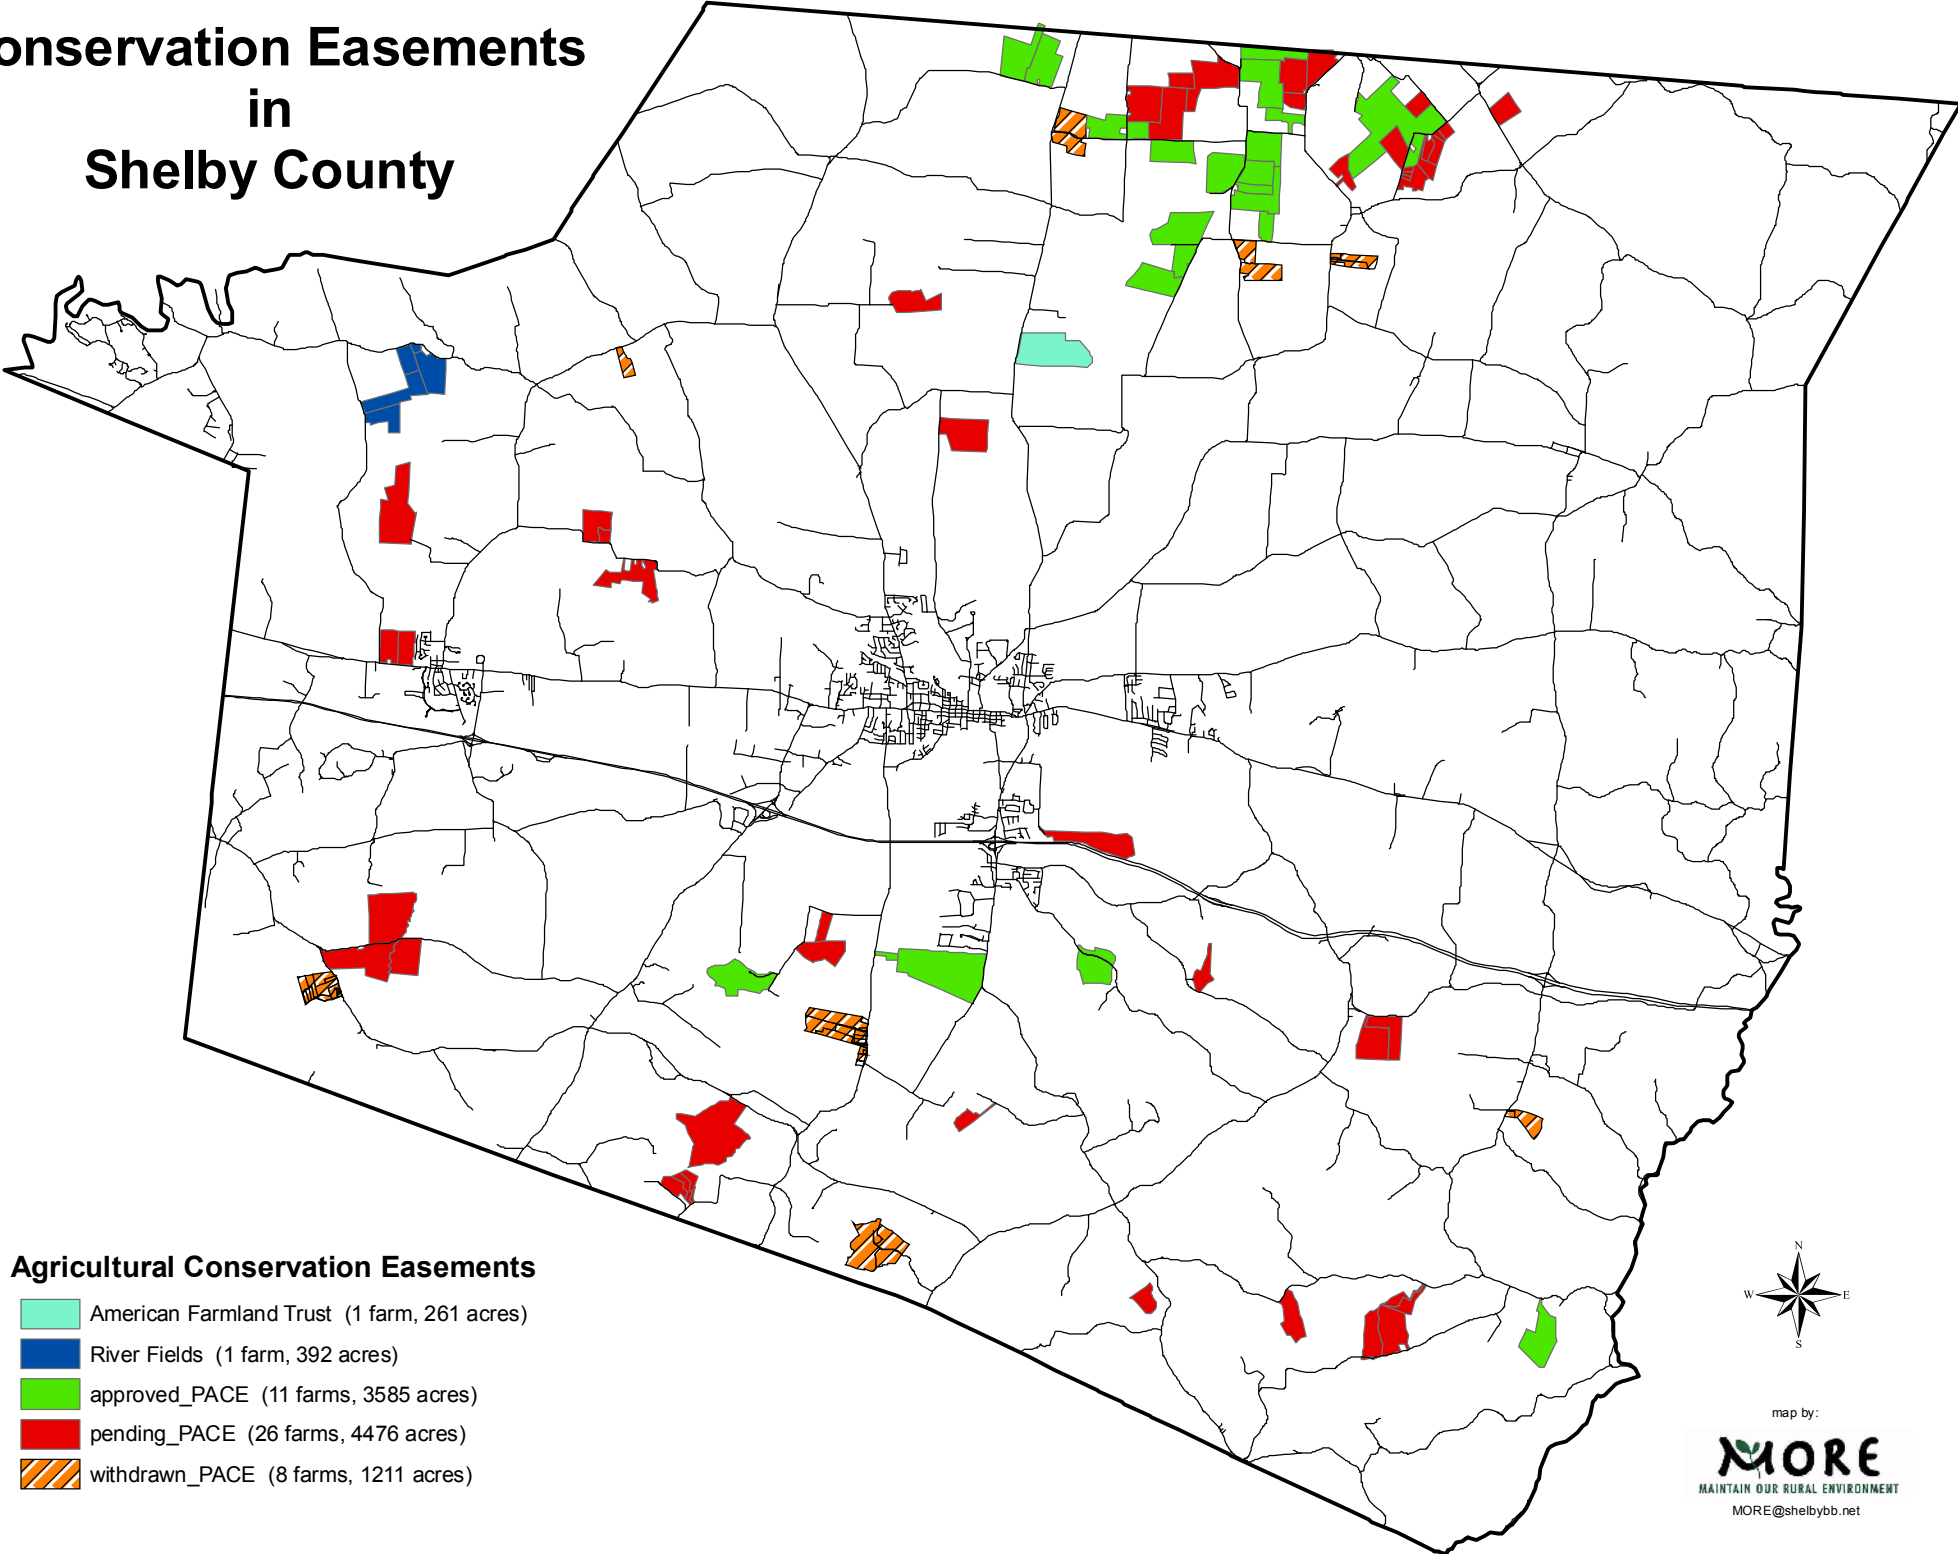 onservation Easements
in
Shelby County
Agricultural Conservation Easements
American Farmland Trust (1 farm, 261 acres)
River Fields (1 farm, 392 acres)
approved_PACE (11 farms, 3585 acres)
pending_PACE (26 farms, 4476 acres)
withdrawn_PACE (8 farms, 1211 acres)
N
W E
S
map by:
MORE
MAINTAIN OUR RURAL ENVIRONMENT
MORE@shelbybb.net